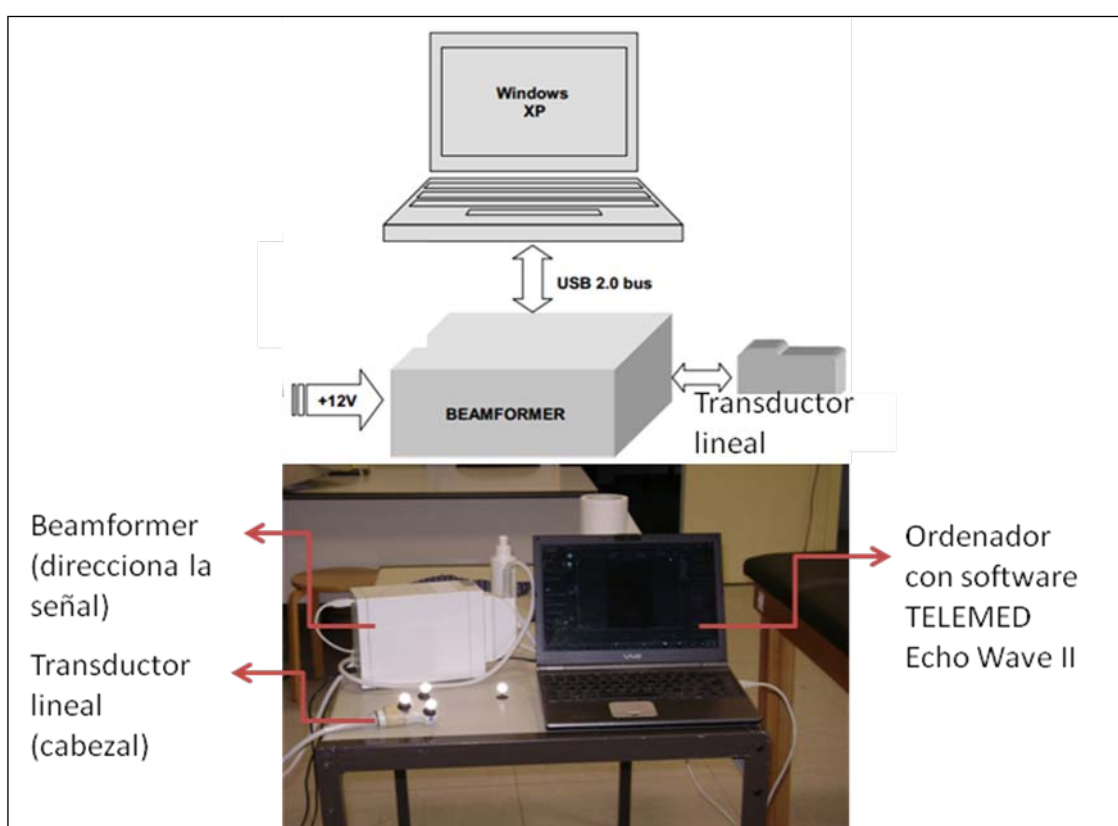 Windows
XP
USB 2.0 bus
+12V
BEAMFORMER
Transductor
lineal
Beamformer
(direcciona la
señal)
Transductor
lineal
(cabezal)
Ordenador
con software
TELEMED
Echo Wave II
VAIO